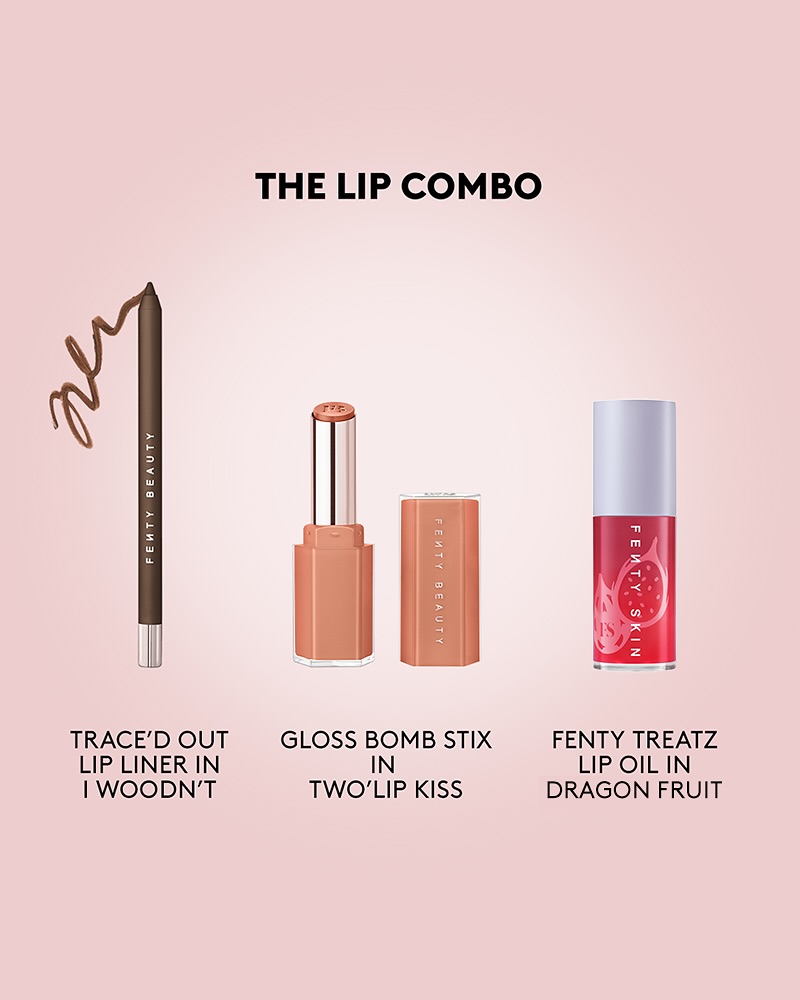 THE LIP COMBO
FENTY BEAUTY
FENTY BEAUTY
FENTY SKIN
FS
TRACE'D OUT
LIP LINER IN
I WOODN'T
GLOSS BOMB STIX
IN
TWO'LIP KISS
FENTY TREATZ
LIP OIL IN
DRAGON FRUIT